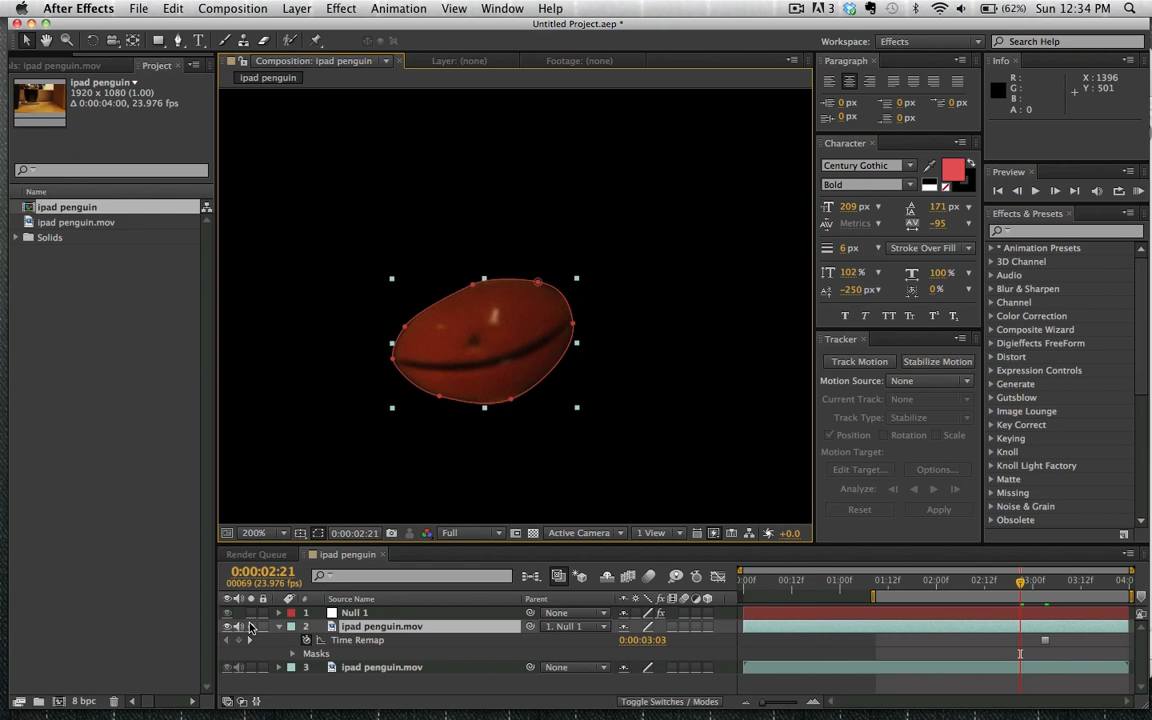 After Effects File Edit Composition Layer Effect Animation View Window Help
3 (62%) Sun 12:34 PM
Untitled Project.aep *
Workspace: Effects Search Help
ls: ipad penguin.mov Project
Composition: ipad penguin Layer: (none) Footage: (none)
ipad penguin
ipad penguin
1920 x 1080 (1.00)
Δ 0:00:04:00, 23.976 fps
Name
ipad penguin
ipad penguin.mov
Solids
Paragraph
0 px 0 px 0 px
0 px 0 px
Character
Century Gothic
Bold
209 px 171 px
Metrics -95
6 px Stroke Over Fill
102 % 100 %
-250 px 0 %
T T TT Tt T¹ T₁
Tracker
Track Motion Stabilize Motion
Motion Source: None
Current Track: None
Track Type: Stabilize
Position Rotation Scale
Motion Target:
Edit Target... Options...
Analyze:
Reset Apply
Info
R: X: 1396
G: Y: 501
B:
A: 0
Preview
Effects & Presets
* Animation Presets
3D Channel
Audio
Blur & Sharpen
Channel
Color Correction
Composite Wizard
Digieffects FreeForm
Distort
Expression Controls
Generate
Gutsblow
Image Lounge
Key Correct
Keying
Knoll
Knoll Light Factory
Matte
Missing
Noise & Grain
Obsolete
200% 0:00:02:21 Full Active Camera 1 View +0.0
8 bpc
Render Queue ipad penguin
0:00:02:21
00069 (23.976 fps)
:00f 00:12f 01:00f 01:12f 02:00f 02:12f 3:00f 03:12f 04:0
# Source Name Parent
1 Null 1 None
2 ipad penguin.mov 1. Null 1
Time Remap 0:00:03:03
Masks
3 ipad penguin.mov None
Toggle Switches / Modes